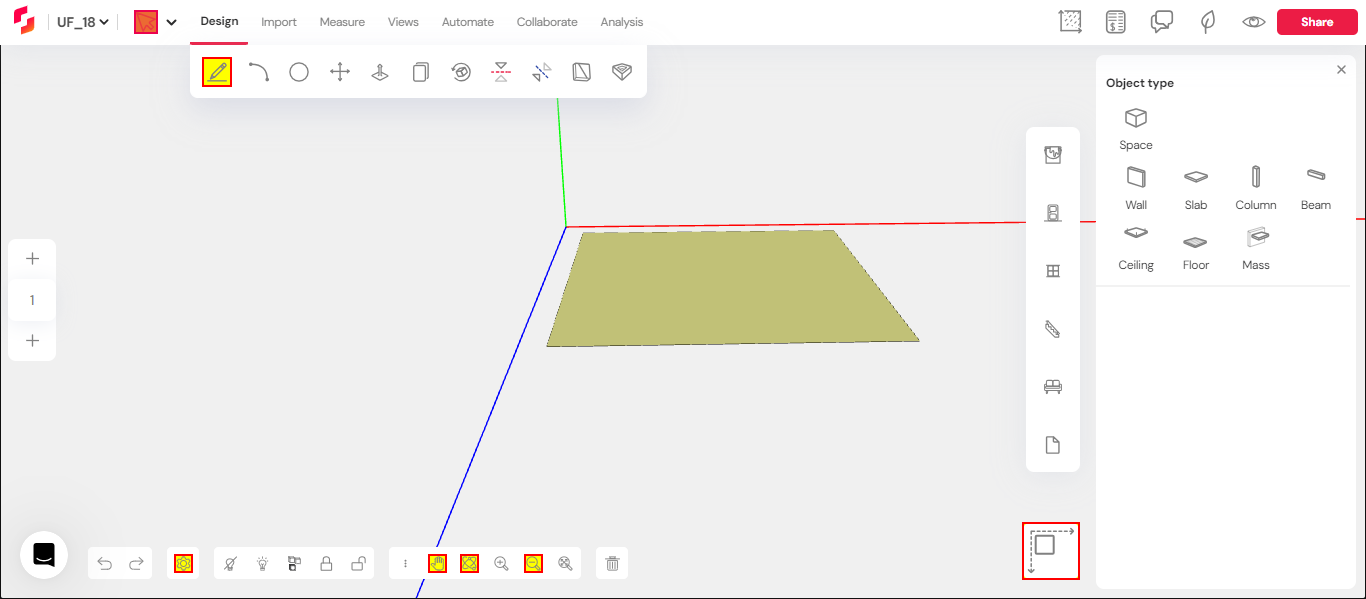 UF_18
Design
Import
Measure
Views
Automate
Collaborate
Analysis
Share
Object type
Space
Wall
Slab
Column
Beam
Ceiling
Floor
Mass
1